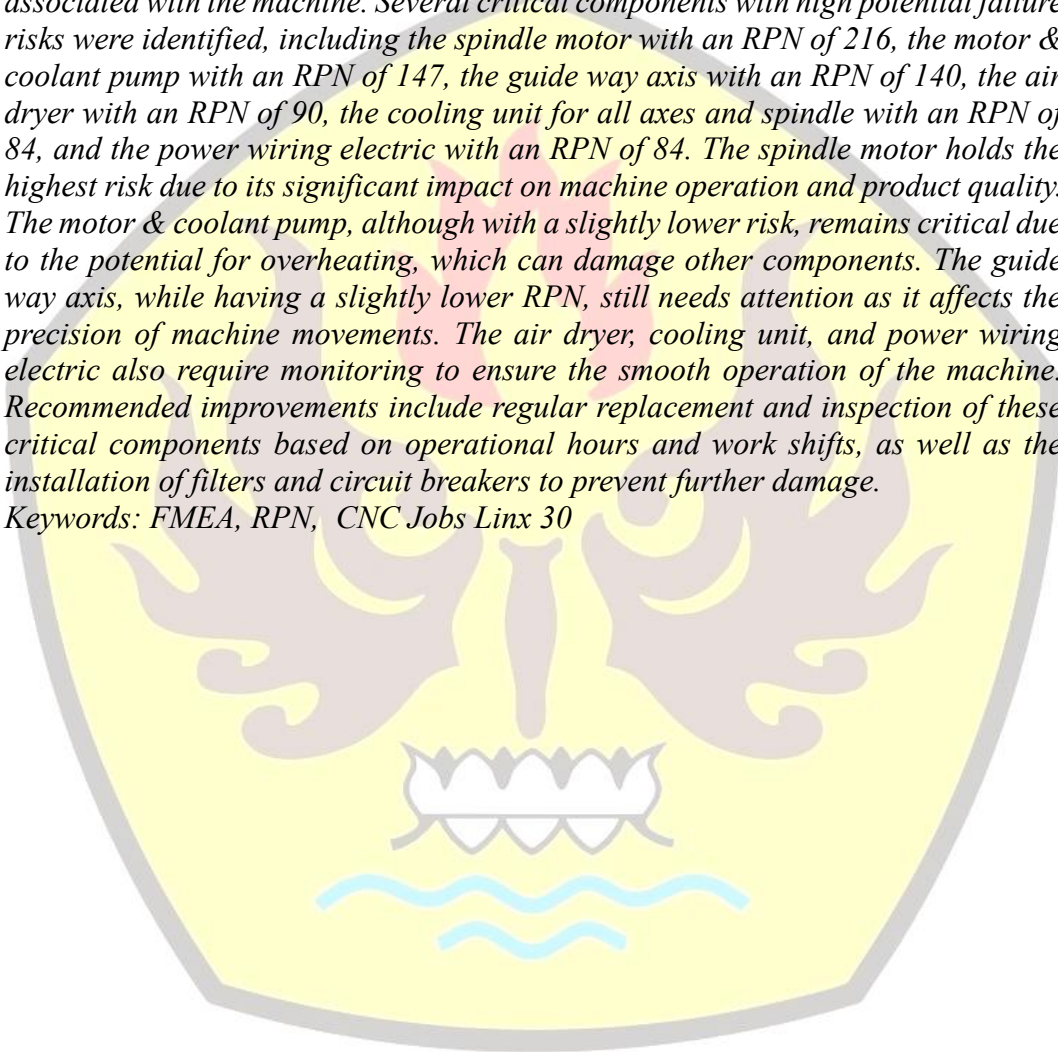 associated with the machine. Several critical components with high potential failure
risks were identified, including the spindle motor with an RPN of 216, the motor &
coolant pump with an RPN of 147, the guide way axis with an RPN of 140, the air
dryer with an RPN of 90, the cooling unit for all axes and spindle with an RPN of
84, and the power wiring electric with an RPN of 84. The spindle motor holds the
highest risk due to its significant impact on machine operation and product quality.
The motor & coolant pump, although with a slightly lower risk, remains critical due
to the potential for overheating, which can damage other components. The guide
way axis, while having a slightly lower RPN, still needs attention as it affects the
precision of machine movements. The air dryer, cooling unit, and power wiring
electric also require monitoring to ensure the smooth operation of the machine.
Recommended improvements include regular replacement and inspection of these
critical components based on operational hours and work shifts, as well as the
installation of filters and circuit breakers to prevent further damage.
Keywords: FMEA, RPN,  CNC Jobs Linx 30